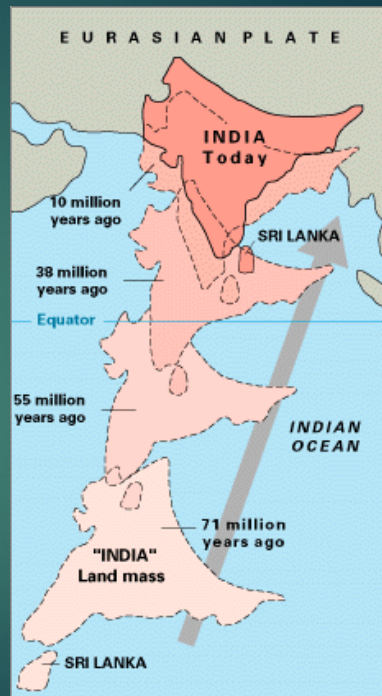 EURASIAN PLATE
INDIA
Today
10 million
years ago
SRI LANKA
38 million
years ago
Equator
55 million
years ago
INDIAN
OCEAN
71 million
years ago
"INDIA"
Land mass
SRI LANKA